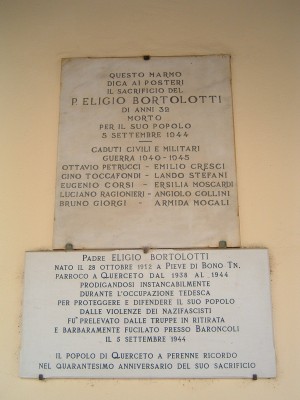 QUESTO MARMO
DICA AI POSTERI
IL SACRIFICIO DEL
P. ELIGIO BORTOLOTTI
DI ANNI 32
MORTO
PER IL SUO POPOLO
5 SETTEMBRE 1944
CADUTI CIVILI E MILITARI
GUERRA 1940-1945
OTTAVIO PETRUCCI - EMILIO CRESCI
GINO TOCCAFONDI - LANDO STEFANI
EUGENIO CORSI - ERSILIA MOSCARDI
LUCIANO RAGIONIERI - ANGIOLO COLLINI
BRUNO GIORGI - ARMIDA MOGALI
PADRE ELIGIO BORTOLOTTI
NATO IL 28 OTTOBRE 1912 A PIEVE DI BONO TN.
PARROCO A QUERCETO DAL 1938 AL 1944
PRODIGANDOSI INSTANCABILMENTE
DURANTE L'OCCUPAZIONE TEDESCA
PER PROTEGGERE E DIFENDERE IL SUO POPOLO
DALLE VIOLENZE DEI NAZIFASCISTI
FU' PRELEVATO DALLE TRUPPE IN RITIRATA
E BARBARAMENTE FUCILATO PRESSO BARONCOLI
IL 5 SETTEMBRE 1944
IL POPOLO DI QUERCETO A PERENNE RICORDO
NEL QUARANTESIMO ANNIVERSARIO DEL SUO SACRIFICIO